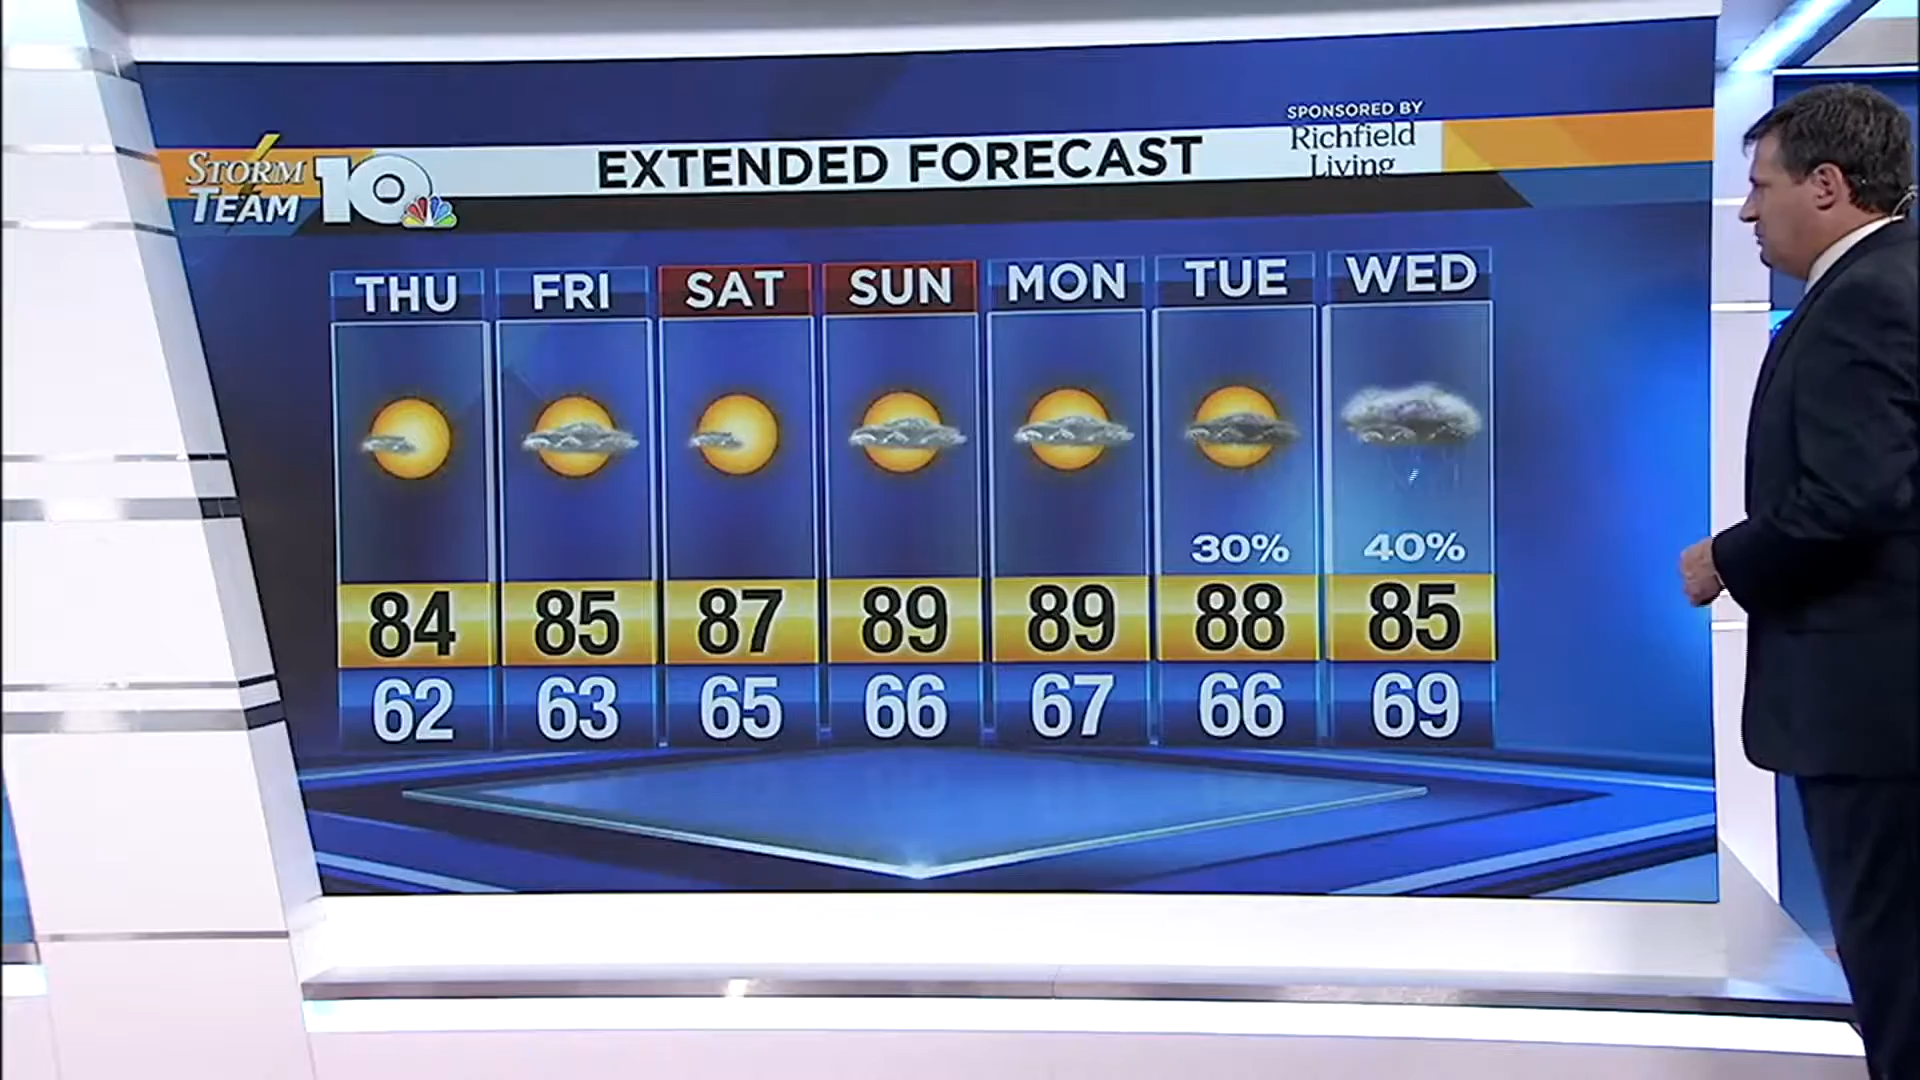 STORM
TEAM
10
EXTENDED FORECAST
SPONSORED BY
Richfield
Living
THU FRI SAT SUN MON TUE WED
30% 40%
84 85 87 89 89 88 85
62 63 65 66 67 66 69